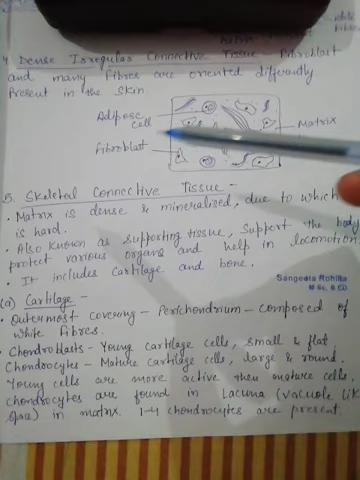 4. Dense Irregular Connective Tissue - Fibroblast
and many Fibres are oriented differently
Present in the skin
Adipose
cell
Matrix
Fibroblast
5. Skeletal Connective Tissue -
• Matrix is dense & mineralised, due to which
is hard.
• Also known as supporting tissue, support the body
protect various organs and help in locomotion
• It includes cartilage and bone.
Sangeeta Rohilla
M.Sc, B.ED
(a) Cartilage -
• Outermost covering - Perichondrium - composed of
white fibres.
• Chondroblasts - Young cartilage cells, small & flat
Chondrocytes - Mature cartilage cells, large & round.
Young cells are more active then mature cells,
chondrocytes are found in Lacuna (vacuole lik
space) in matrix 1-4 chondrocytes are present.